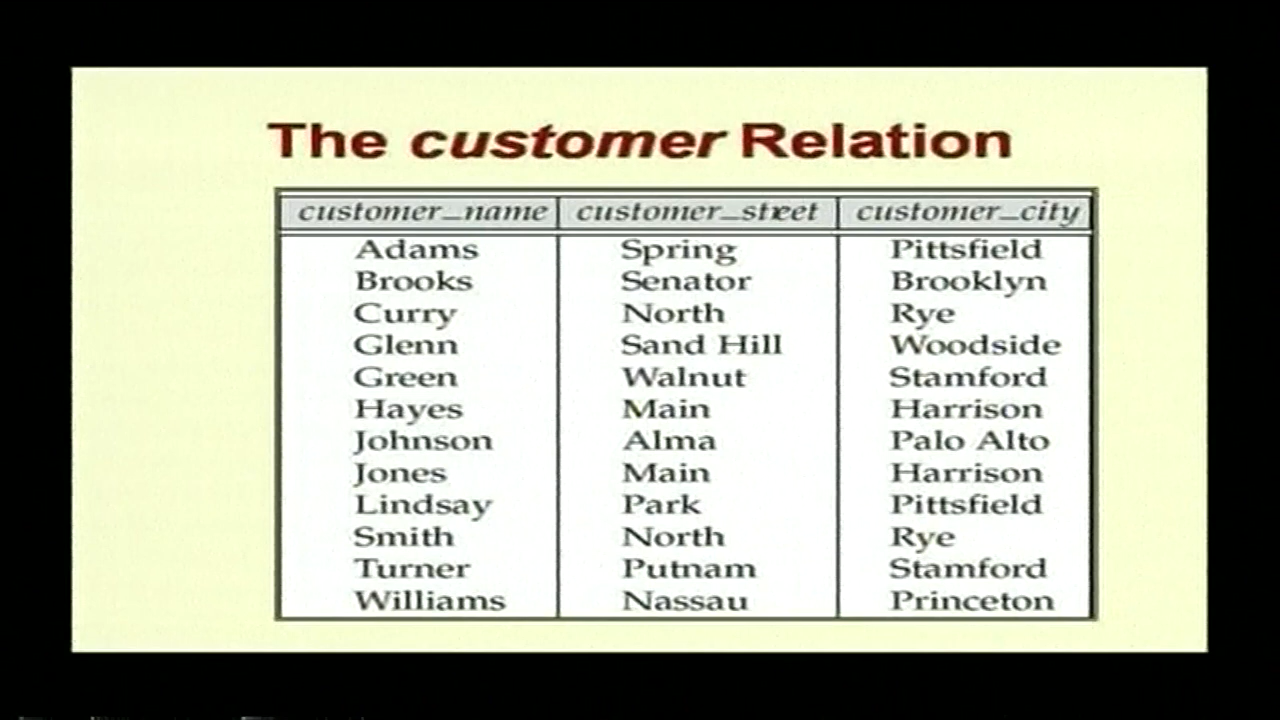 The customer Relation
customer_name customer_street customer_city
Adams Spring Pittsfield
Brooks Senator Brooklyn
Curry North Rye
Glenn Sand Hill Woodside
Green Walnut Stamford
Hayes Main Harrison
Johnson Alma Palo Alto
Jones Main Harrison
Lindsay Park Pittsfield
Smith North Rye
Turner Putnam Stamford
Williams Nassau Princeton